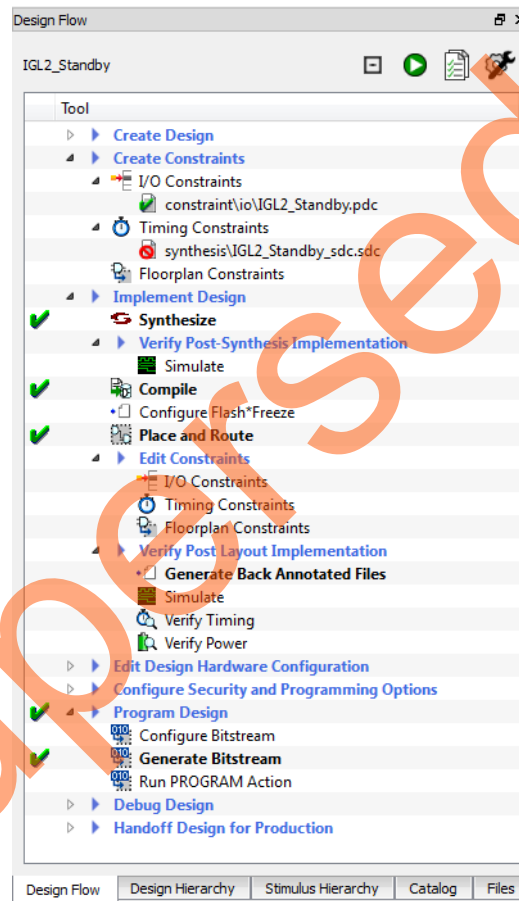 Design Flow
IGL2_Standby
Tool
Create Design
Create Constraints
I/O Constraints
constraint\io\IGL2_Standby.pdc
Timing Constraints
synthesis\IGL2_Standby_sdc.sdc
Floorplan Constraints
Implement Design
Synthesize
Verify Post-Synthesis Implementation
Simulate
Compile
Configure Flash*Freeze
Place and Route
Edit Constraints
I/O Constraints
Timing Constraints
Floorplan Constraints
Verify Post Layout Implementation
Generate Back Annotated Files
Simulate
Verify Timing
Verify Power
Edit Design Hardware Configuration
Configure Security and Programming Options
Program Design
Configure Bitstream
Generate Bitstream
Run PROGRAM Action
Debug Design
Handoff Design for Production
Design Flow Design Hierarchy Stimulus Hierarchy Catalog Files
persed